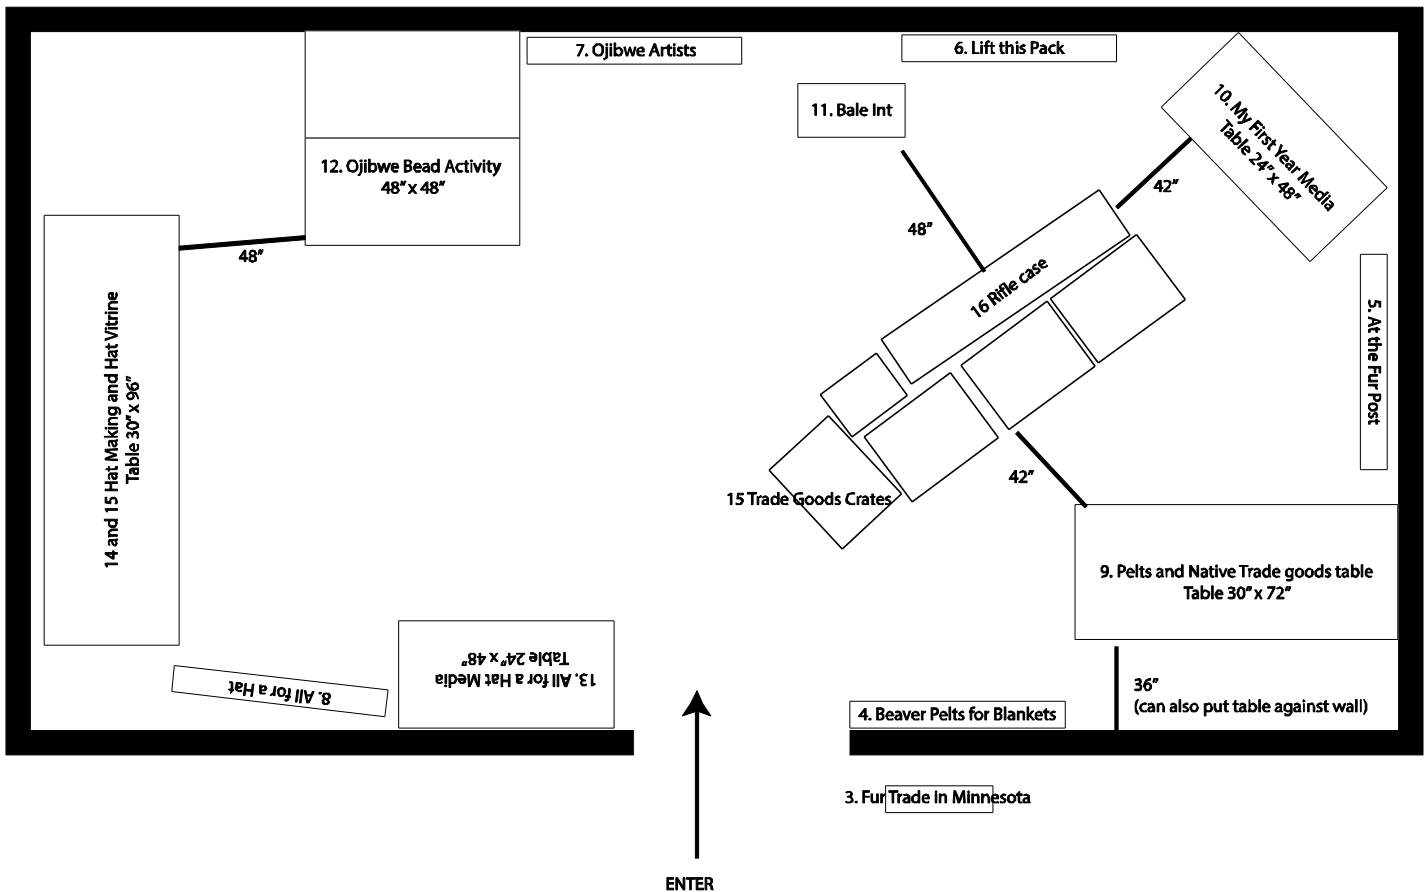 7. Ojibwe Artists
6. Lift this Pack
11. Bale Int
10. My First Year Media
Table 24” x 48”
12. Ojibwe Bead Activity
48” x 48”
42”
48”
48”
16 Rifle case
5. At the Fur Post
14 and 15 Hat Making and Hat Vitrine
Table 30” x 96”
42”
15 Trade Goods Crates
9. Pelts and Native Trade goods table
Table 30” x 72”
13. All for a Hat Media
Table 24” x 48”
8. All for a Hat
36”
(can also put table against wall)
4. Beaver Pelts for Blankets
3. Fur Trade in Minnesota
ENTER